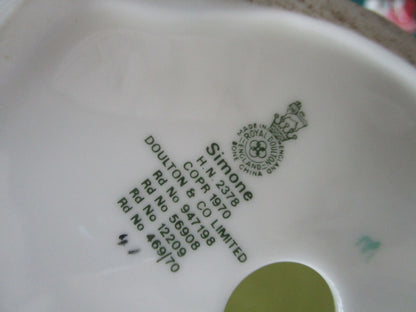 MADE IN ENGLAND
ROYAL DOULTON
ENGLAND
BONE CHINA
Simone
H.N. 2378
COPR 1970
DOULTON & CO LIMITED
Rd No 947198
Rd No 56908
Rd No 12209
Rd No 469/70